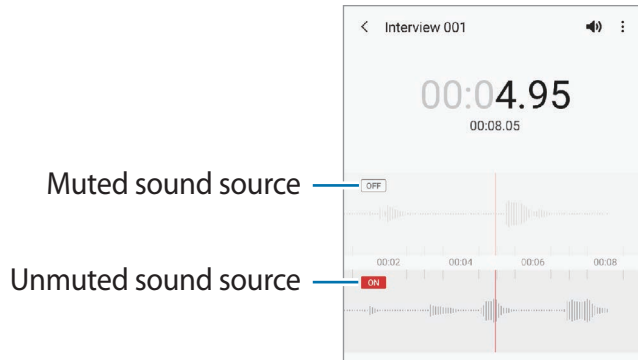 Interview 001
00:04.95
00:08.05
Muted sound source
OFF
00:02 00:04 00:06 00:08
Unmuted sound source
ON